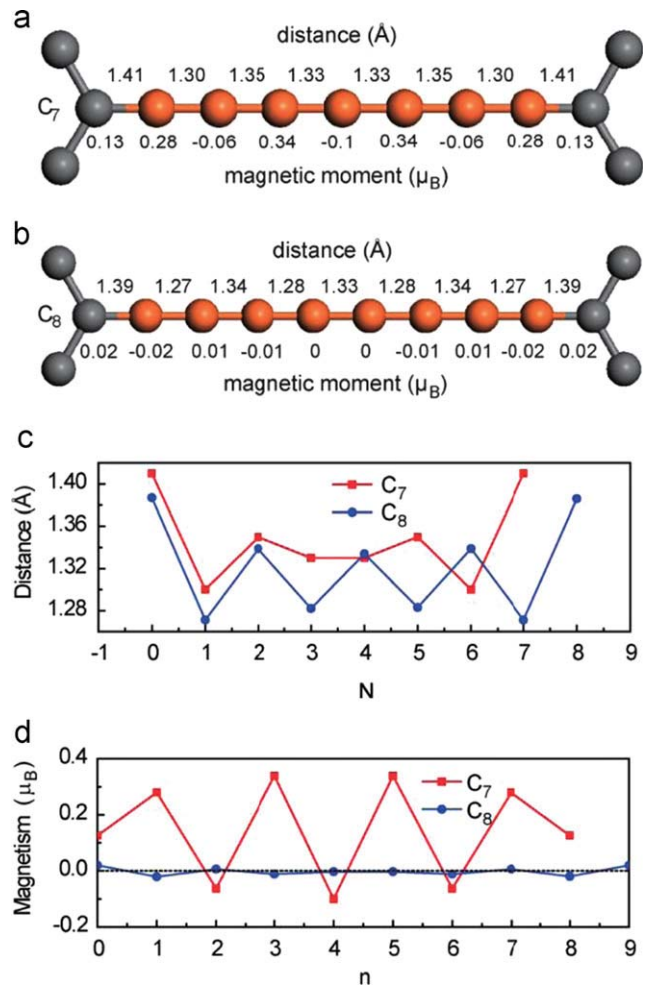 a
distance (Å)
1.41 1.30 1.35 1.33 1.33 1.35 1.30 1.41
C7
0.13 0.28 -0.06 0.34 -0.1 0.34 -0.06 0.28 0.13
magnetic moment (μB)
b
distance (Å)
1.39 1.27 1.34 1.28 1.33 1.28 1.34 1.27 1.39
C8
0.02 -0.02 0.01 -0.01 0 0 -0.01 0.01 -0.02 0.02
magnetic moment (μB)
c
Distance (Å)
1.40
1.36
1.32
1.28
C7
C8
-1 0 1 2 3 4 5 6 7 8 9
N
d
Magnetism (μB)
0.4
0.2
0.0
-0.2
C7
C8
0 1 2 3 4 5 6 7 8 9
n